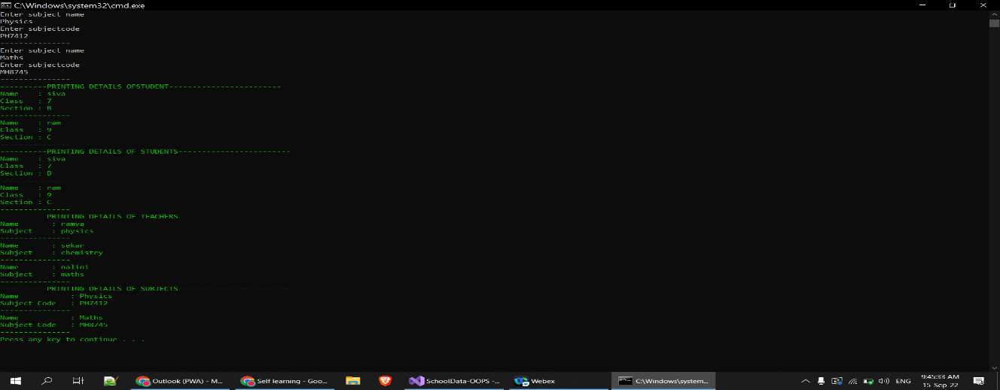 C:\Windows\system32\cmd.exe
Enter subject name
Physics
Enter subjectcode
PH7412
---------------
Enter subject name
Maths
Enter subjectcode
MH8745
---------------
----------PRINTING DETAILS OFSTUDENT------------------------
Name    : siva
Class   : 7
Section : B
---------------
Name    : ram
Class   : 9
Section : C
---------------
----------PRINTING DETAILS OF STUDENTS------------------------
Name    : siva
Class   : 7
Section : B
---------------
Name    : ram
Class   : 9
Section : C
---------------
PRINTING DETAILS OF TEACHERS
Name       : ramya
Subject    : physics
---------------
Name       : sekar
Subject    : chemistry
---------------
Name       : nalini
Subject    : maths
---------------
----------PRINTING DETAILS OF SUBJECTS------------------------
Name           : Physics
Subject Code   : PH7412
---------------
Name           : Maths
Subject Code   : MH8745
---------------
Press any key to continue . . .
Outlook (PWA) - M...
Self learning - Goo...
SchoolData-OOPS -...
Webex
C:\Windows\system...
ENG
9:45:33 AM
15-Sep-22